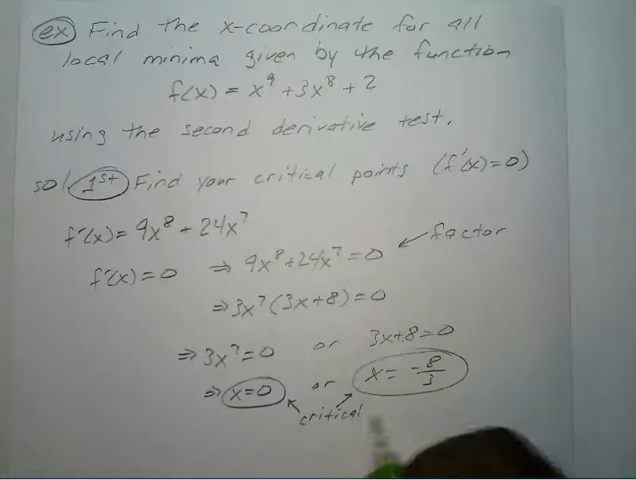 ex Find the x-coordinate for all
local minima given by the function
f(x) = x⁹ + 3x⁸ + 2
using the second derivative test.
sol 1st Find your critical points (f'(x)=0)
f'(x) = 9x⁸ + 24x⁷
f'(x) = 0 ⇒ 9x⁸ + 24x⁷ = 0 ← factor
⇒ 3x⁷(3x+8) = 0
⇒ 3x⁷ = 0 or 3x+8=0
⇒ x=0 or x = -8/3
critical